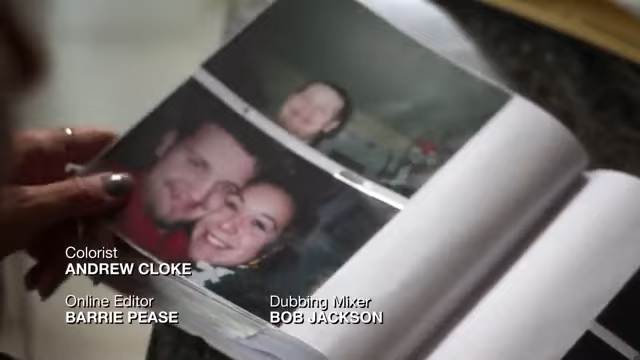 Colorist
ANDREW CLOKE
Online Editor
BARRIE PEASE
Dubbing Mixer
BOB JACKSON